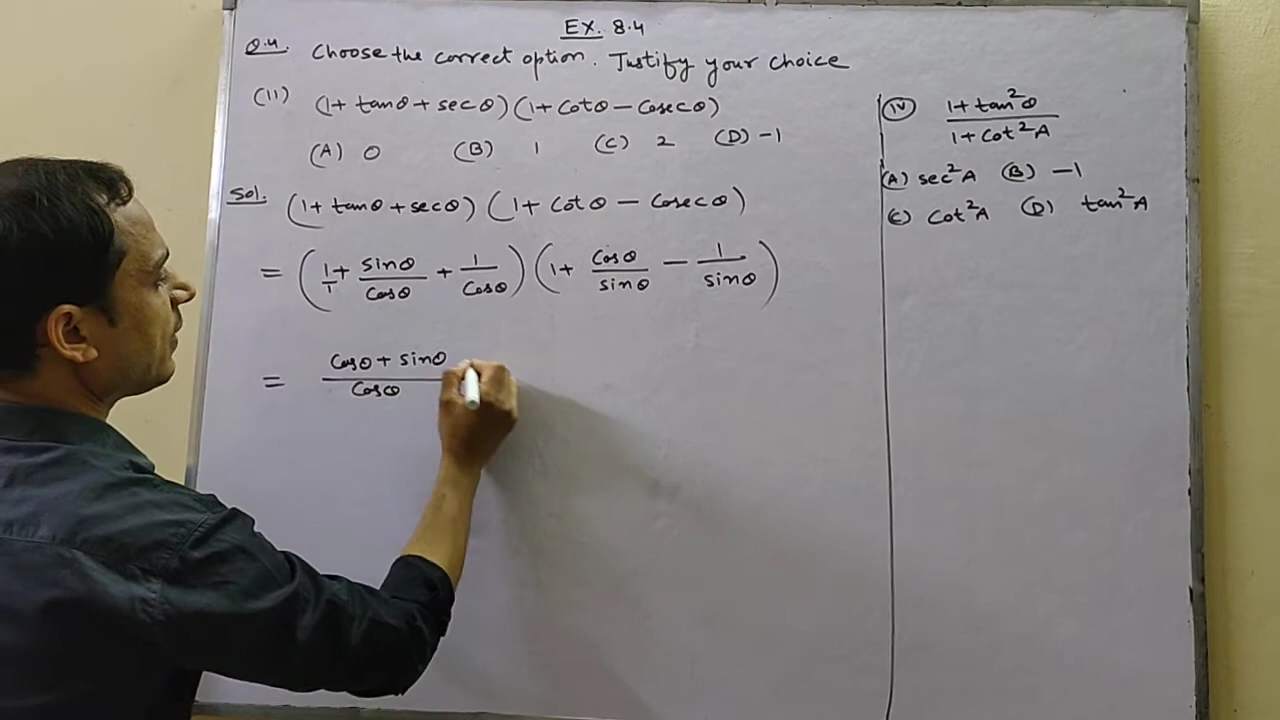 EX. 8.4
Q.4. Choose the correct option. Justify your choice
(11) (1+ tanθ + secθ)(1+Cotθ - Cosecθ)
(A) 0 (B) 1 (C) 2 (D) -1
Sol. (1+ tanθ + secθ) (1+ Cotθ - Cosecθ)
= (1/1 + sinθ/Cosθ + 1/Cosθ) (1+ Cosθ/sinθ - 1/sinθ)
= Cosθ + sinθ / Cosθ
(iv) 1+ tan²θ / 1+ Cot²A
(A) sec²A (B) -1
(C) Cot²A (D) tan²A